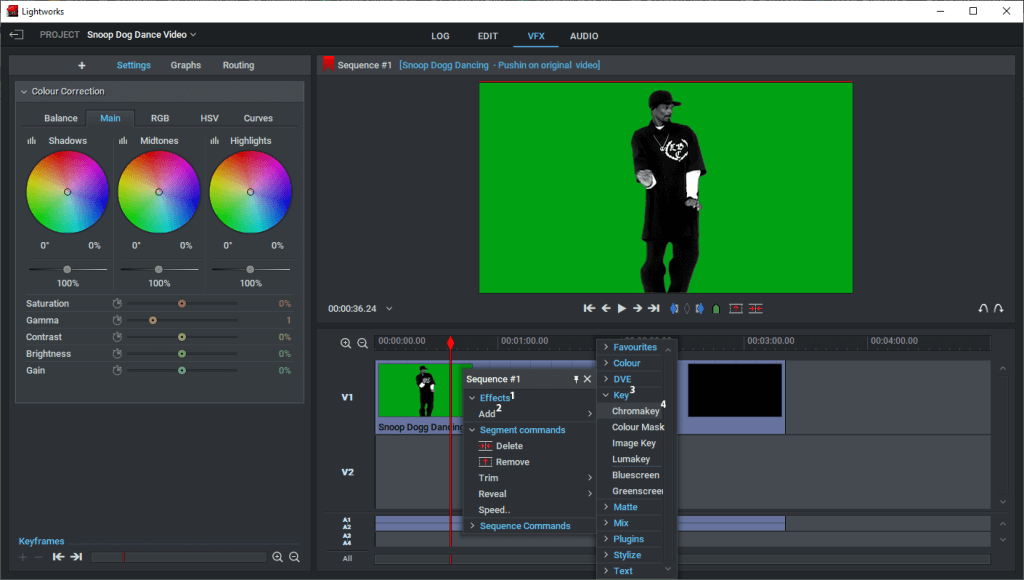 Lightworks
PROJECT Snoop Dog Dance Video
LOG EDIT VFX AUDIO
+ Settings Graphs Routing
Sequence #1 [Snoop Dogg Dancing - Pushin on original video]
Colour Correction
Balance Main RGB HSV Curves
Shadows Midtones Highlights
0° 0% 0° 0% 0° 0%
100% 100% 100%
Saturation 0%
Gamma 1
Contrast 0%
Brightness 0%
Gain 0%
00:00:36.24
00:00:00.00 00:01:00.00 00:03:00.00 00:04:00.00
V1
Snoop Dogg Dancing
V2
A1
A2
A3
A4
All
Sequence #1
Effects 1
Add 2
Segment commands
Delete
Remove
Trim
Reveal
Speed..
Sequence Commands
Favourites
Colour
DVE
Key 3
Chromakey 4
Colour Mask
Image Key
Lumakey
Bluescreen
Greenscreen
Matte
Mix
Plugins
Stylize
Text
Keyframes